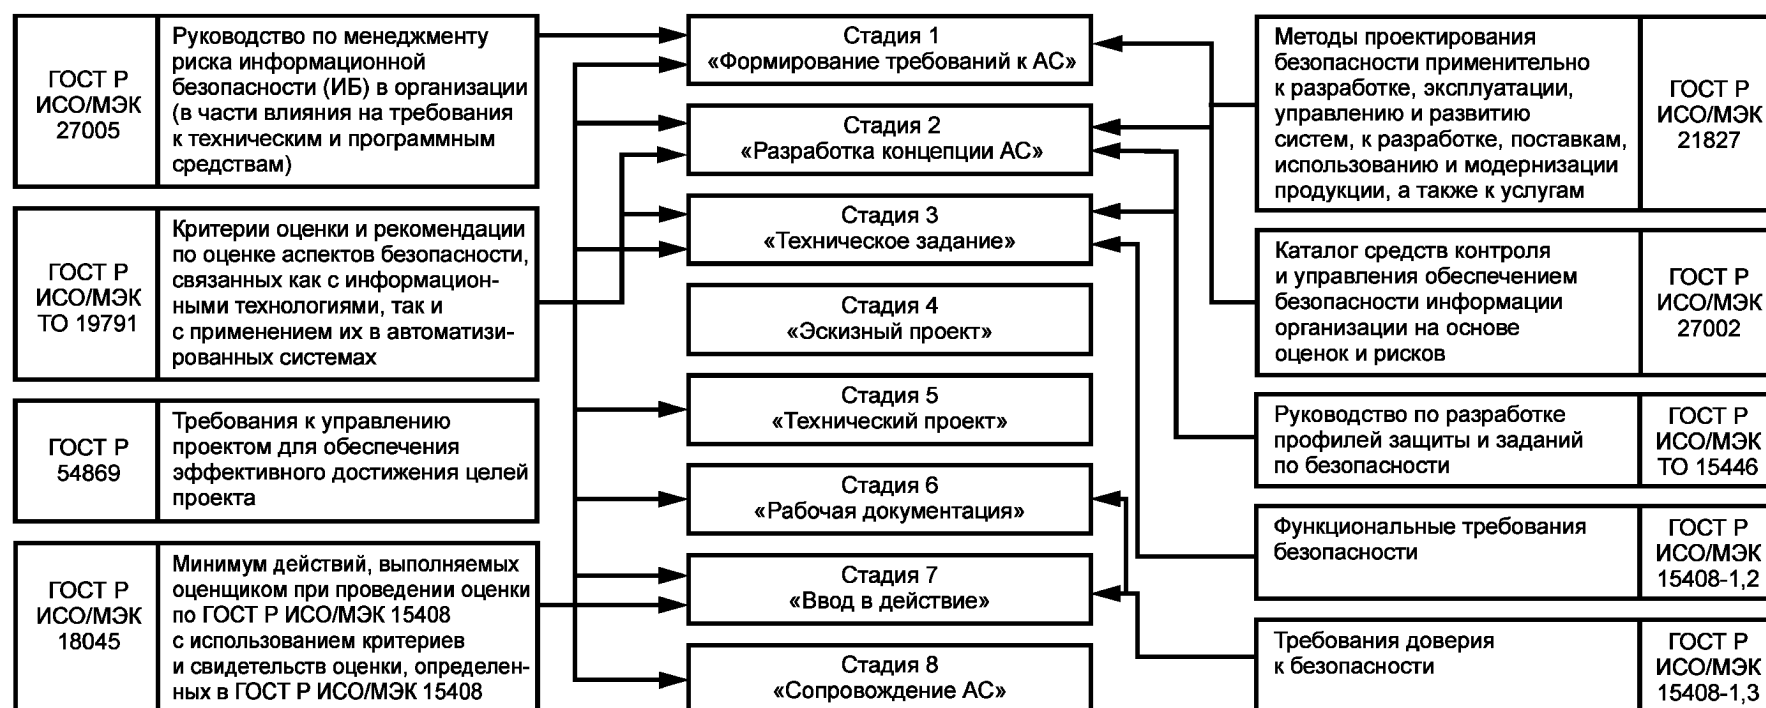 ГОСТ Р
ИСО/МЭК
27005
Руководство по менеджменту
риска информационной
безопасности (ИБ) в организации
(в части влияния на требования
к техническим и программным
средствам)
ГОСТ Р
ИСО/МЭК
ТО 19791
Критерии оценки и рекомендации
по оценке аспектов безопасности,
связанных как с информацион-
ными технологиями, так и
с применением их в автоматизи-
рованных системах
ГОСТ Р
54869
Требования к управлению
проектом для обеспечения
эффективного достижения целей
проекта
ГОСТ Р
ИСО/МЭК
18045
Минимум действий, выполняемых
оценщиком при проведении оценки
по ГОСТ Р ИСО/МЭК 15408
с использованием критериев
и свидетельств оценки, определен-
ных в ГОСТ Р ИСО/МЭК 15408
Стадия 1
«Формирование требований к АС»
Стадия 2
«Разработка концепции АС»
Стадия 3
«Техническое задание»
Стадия 4
«Эскизный проект»
Стадия 5
«Технический проект»
Стадия 6
«Рабочая документация»
Стадия 7
«Ввод в действие»
Стадия 8
«Сопровождение АС»
Методы проектирования
безопасности применительно
к разработке, эксплуатации,
управлению и развитию
систем, к разработке, поставкам,
использованию и модернизации
продукции, а также к услугам
ГОСТ Р
ИСО/МЭК
21827
Каталог средств контроля
и управления обеспечением
безопасности информации
организации на основе
оценок и рисков
ГОСТ Р
ИСО/МЭК
27002
Руководство по разработке
профилей защиты и заданий
по безопасности
ГОСТ Р
ИСО/МЭК
ТО 15446
Функциональные требования
безопасности
ГОСТ Р
ИСО/МЭК
15408-1,2
Требования доверия
к безопасности
ГОСТ Р
ИСО/МЭК
15408-1,3